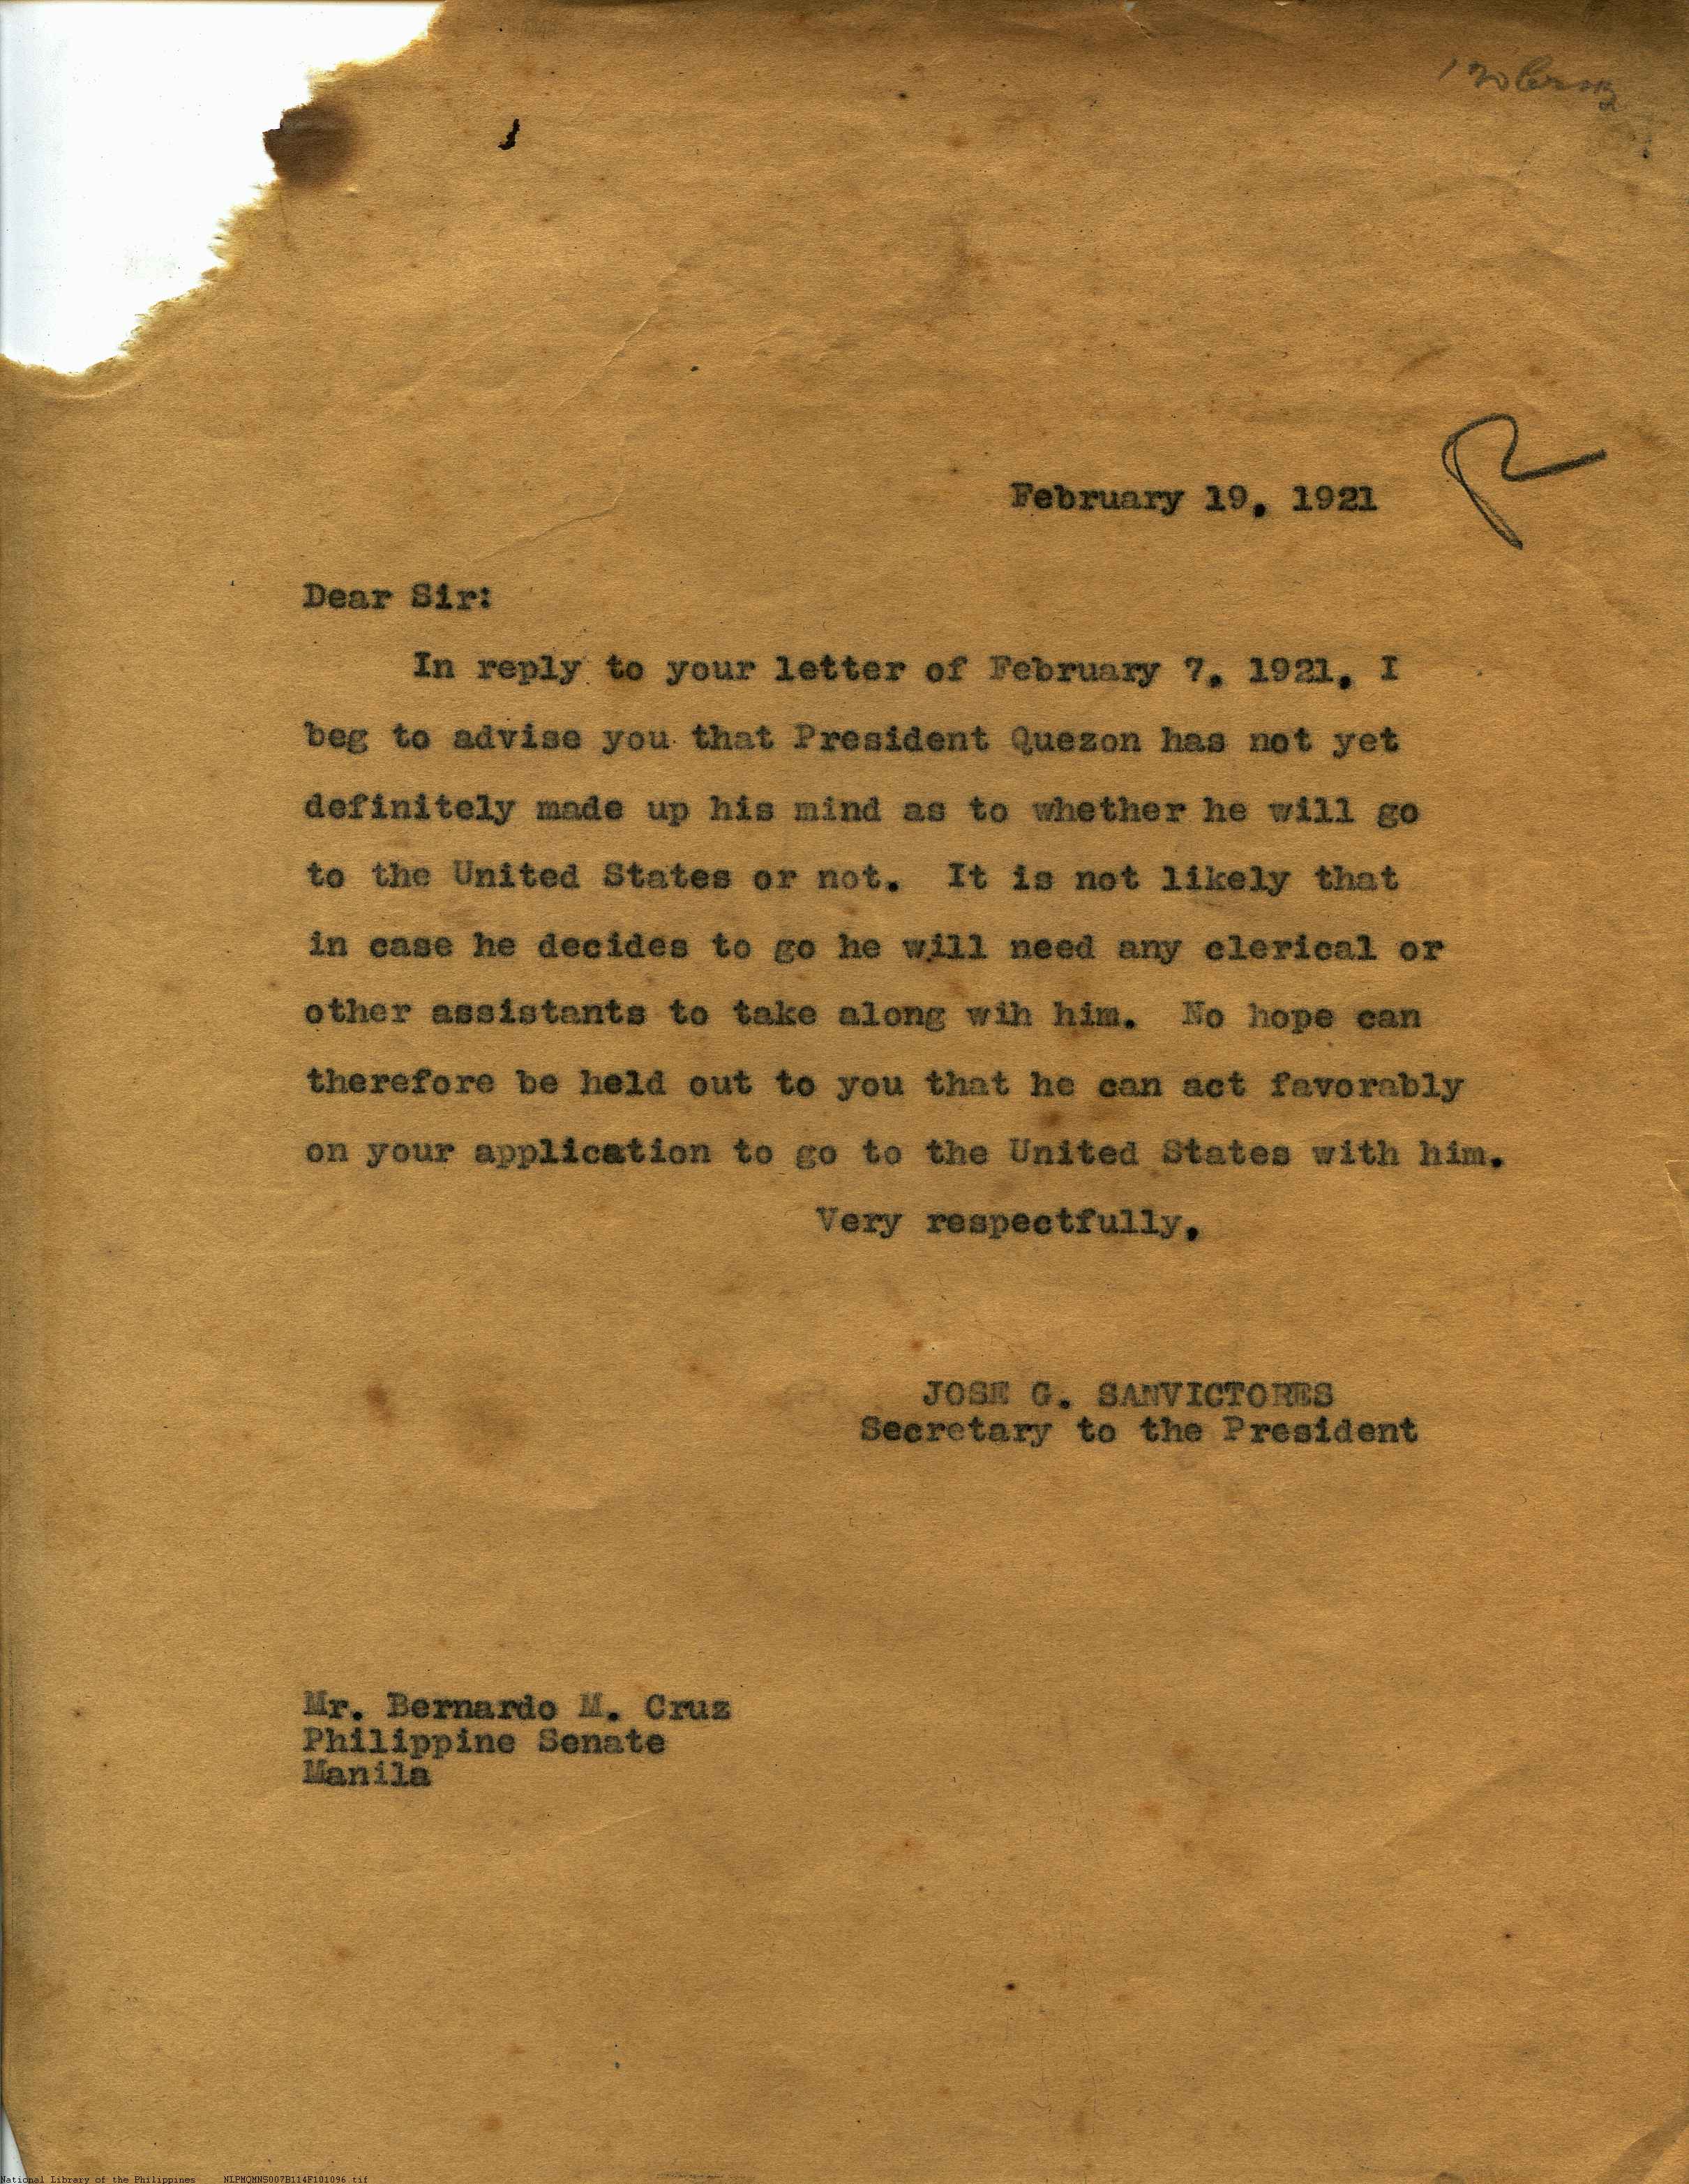 February 19, 1921
Dear Sir:
In reply to your letter of February 7, 1921, I
beg to advise you that President Quezon has not yet
definitely made up his mind as to whether he will go
to the United States or not. It is not likely that
in case he decides to go he will need any clerical or
other assistants to take along wih him. No hope can
therefore be held out to you that he can act favorably
on your application to go to the United States with him.
Very respectfully,
JOSE G. SANVICTORES
Secretary to the President
Mr. Bernardo M. Cruz
Philippine Senate
Manila
National Library of the Philippines NLPMQMNS007B114F101096 tif